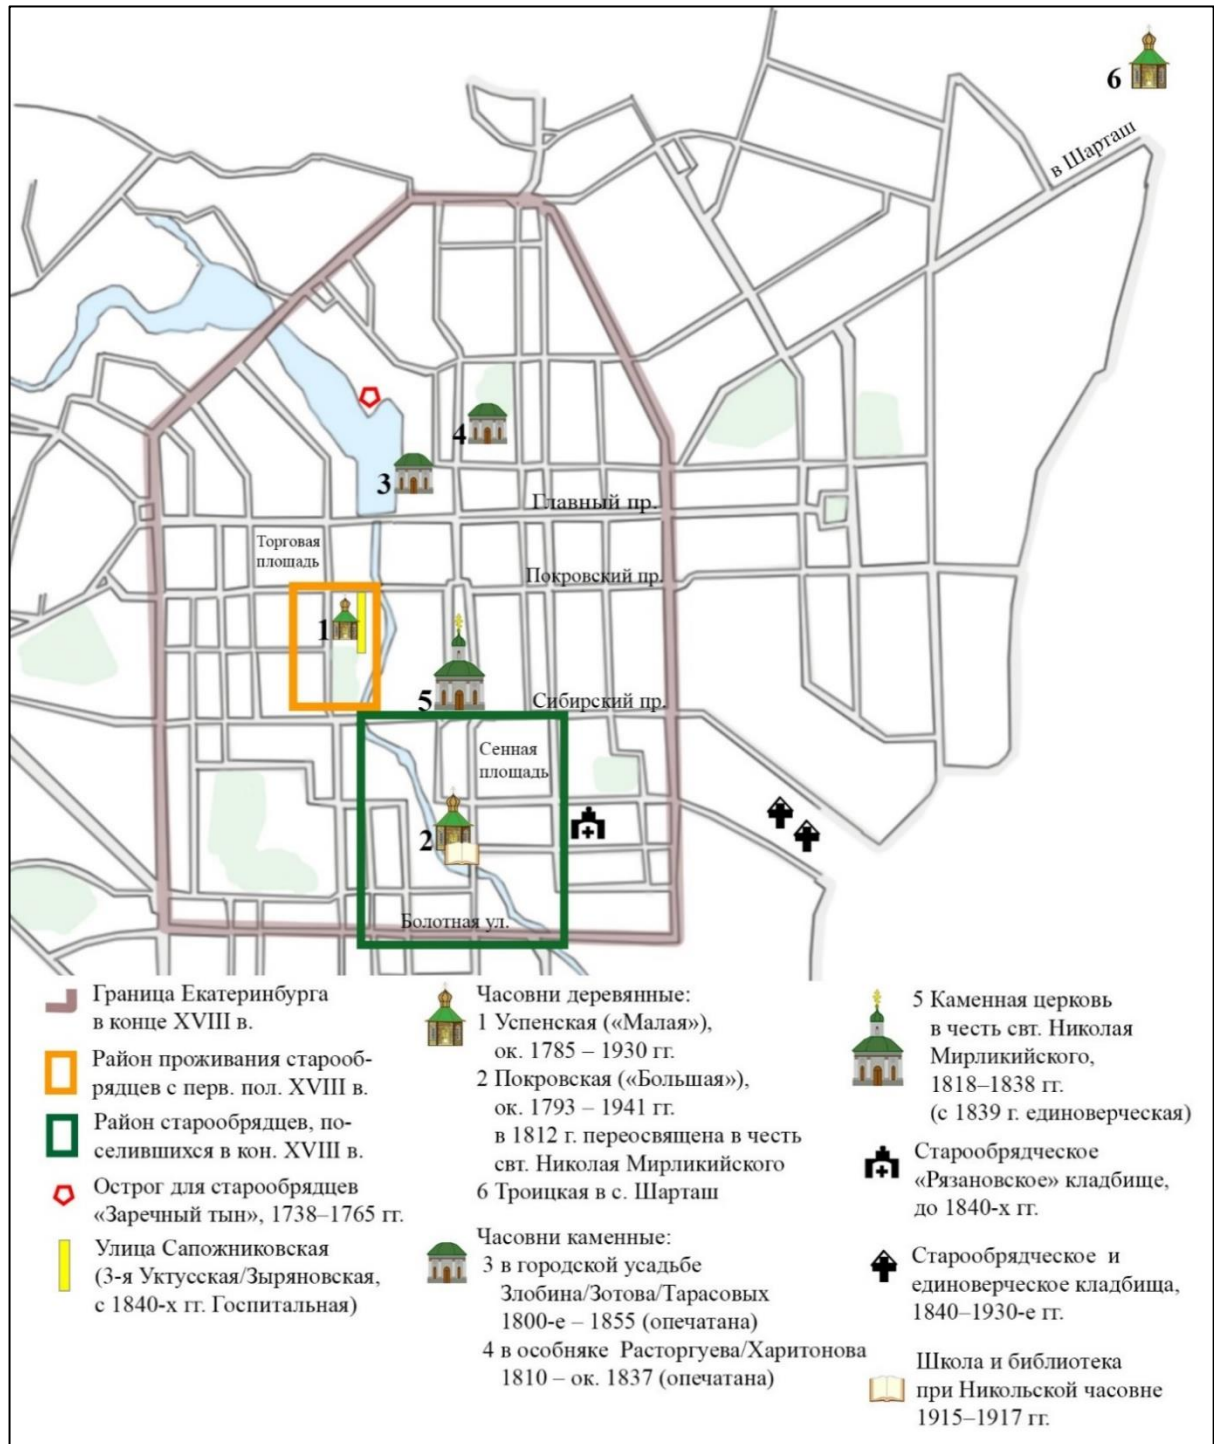 6
в Шарташ
4
3
Главный пр.
Торговая
площадь
Покровский пр.
1
5
Сибирский пр.
Сенная
площадь
2
Болотная ул.
Граница Екатеринбурга
в конце XVIII в.
Район проживания старооб-
рядцев с перв. пол. XVIII в.
Район старообрядцев, по-
селившихся в кон. XVIII в.
Острог для старообрядцев
«Заречный тын», 1738–1765 гг.
Улица Сапожниковская
(3-я Уктусская/Зыряновская,
с 1840-х гг. Госпитальная)
Часовни деревянные:
1 Успенская («Малая»),
ок. 1785 – 1930 гг.
2 Покровская («Большая»),
ок. 1793 – 1941 гг.
в 1812 г. переосвящена в честь
свт. Николая Мирликийского
6 Троицкая в с. Шарташ
Часовни каменные:
3 в городской усадьбе
Злобина/Зотова/Тарасовых
1800-е – 1855 (опечатана)
4 в особняке Расторгуева/Харитонова
1810 – ок. 1837 (опечатана)
5 Каменная церковь
в честь свт. Николая
Мирликийского,
1818–1838 гг.
(с 1839 г. единоверческая)
Старообрядческое
«Рязановское» кладбище,
до 1840-х гг.
Старообрядческое и
единоверческое кладбища,
1840–1930-е гг.
Школа и библиотека
при Никольской часовне
1915–1917 гг.